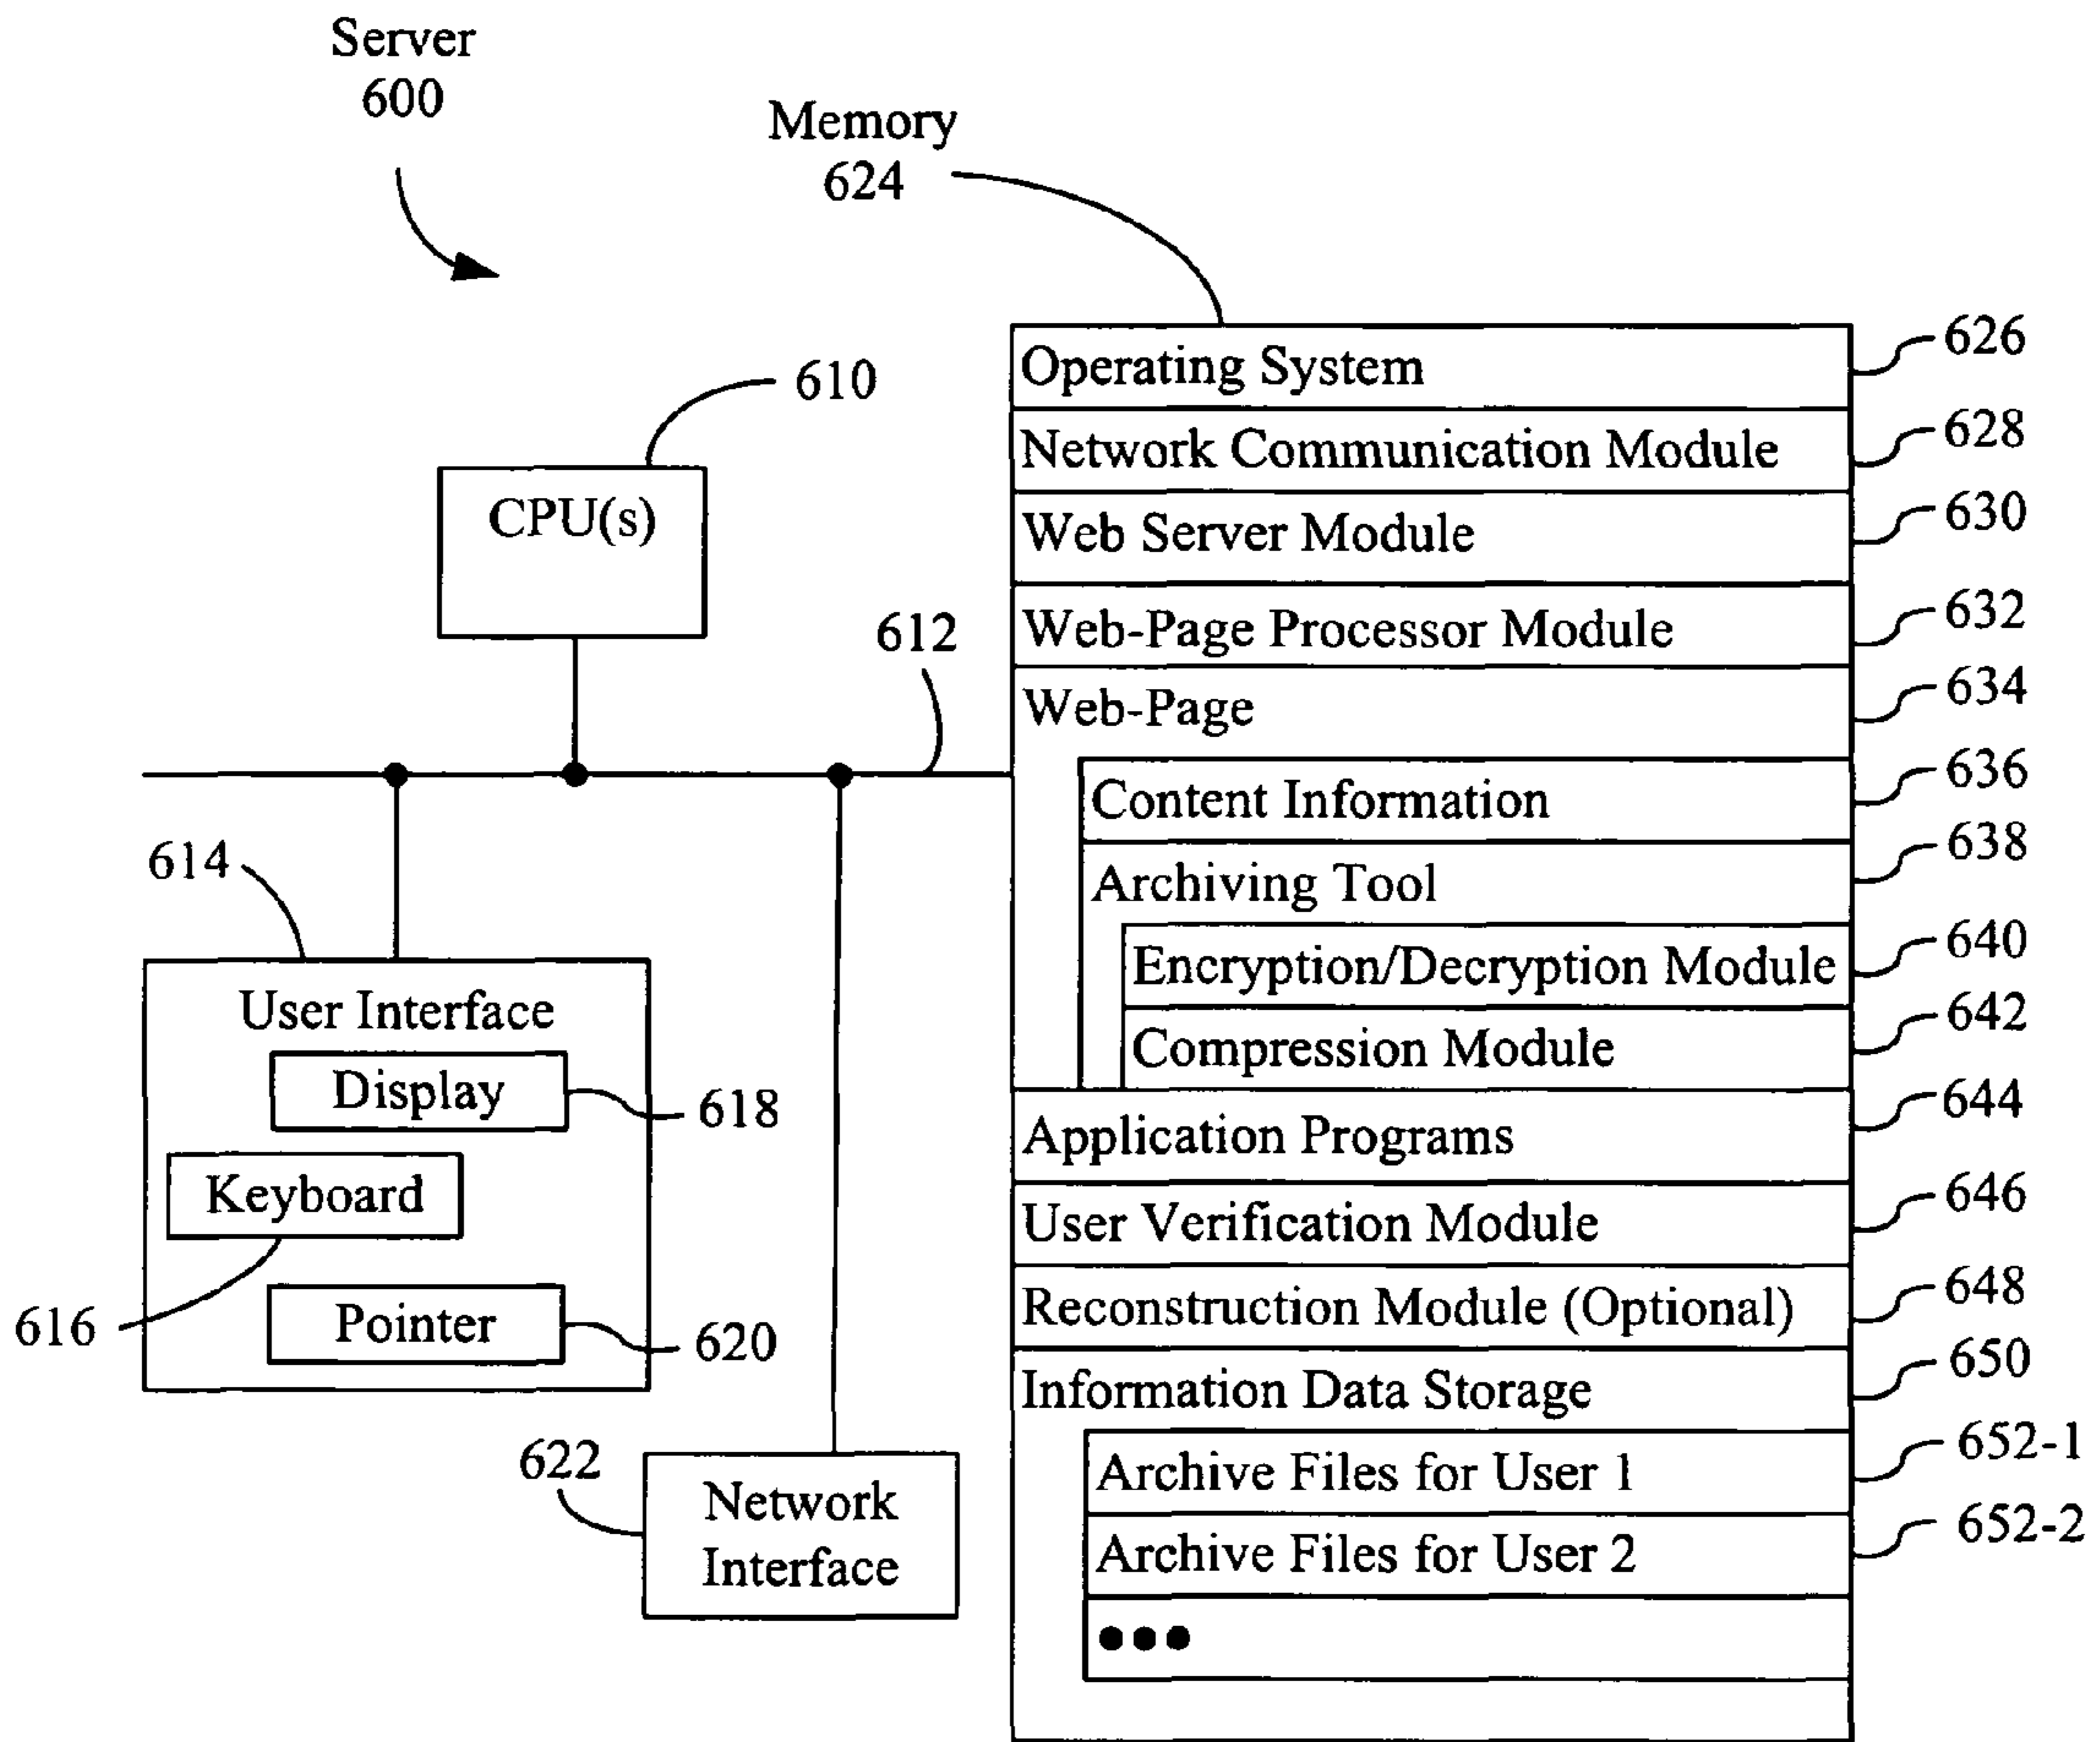 Server
600
Memory
624
610
CPU(s)
612
614
User Interface
Display
618
Keyboard
616
Pointer
620
622
Network
Interface
Operating System
626
Network Communication Module
628
Web Server Module
630
Web-Page Processor Module
632
Web-Page
634
Content Information
636
Archiving Tool
638
Encryption/Decryption Module
640
Compression Module
642
Application Programs
644
User Verification Module
646
Reconstruction Module (Optional)
648
Information Data Storage
650
Archive Files for User 1
652-1
Archive Files for User 2
652-2